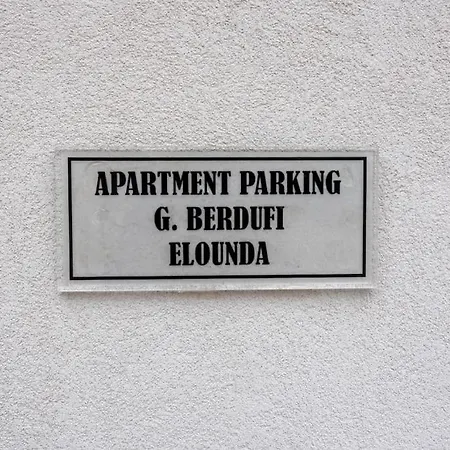 APARTMENT PARKING
G. BERDUFI
ELOUNDA